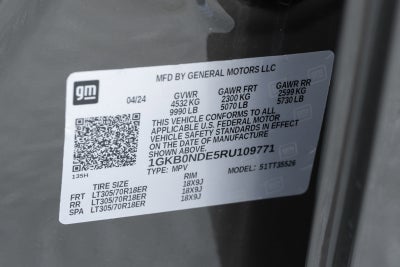 gm
MFD BY GENERAL MOTORS LLC
04/24 GVWR GAWR FRT GAWR RR
4532 KG 2300 KG 2599 KG
9990 LB 5070 LB 5730 LB
THIS VEHICLE CONFORMS TO ALL
APPLICABLE U.S. FEDERAL MOTOR
VEHICLE SAFETY STANDARDS IN EFFECT
ON THE DATE OF MANUFACTURE
SHOWN ABOVE.
1GKB0NDE5RU109771
135H TYPE: MPV MODEL: 51TT35526
TIRE SIZE RIM
FRT LT305/70R18ER 18X9J
RR LT305/70R18ER 18X9J
SPA LT305/70R18ER 18X9J